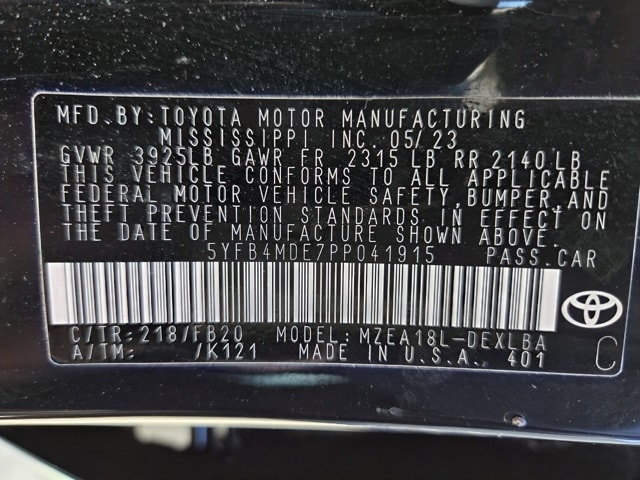 MFD. BY: TOYOTA MOTOR MANUFACTURING
MISSISSIPPI INC. 05/23
GVWR 3925LB GAWR FR 2315 LB RR 2140 LB
THIS VEHICLE CONFORMS TO ALL APPLICABLE
FEDERAL MOTOR VEHICLE SAFETY, BUMPER, AND
THEFT PREVENTION STANDARDS IN EFFECT ON
THE DATE OF MANUFACTURE SHOWN ABOVE.
5YFB4MDE7PP041915 PASS. CAR
C/TR: 218/FB20 MODEL: MZEA18L-DEXLBA
A/TM: /K121 MADE IN U.S.A. 401
C